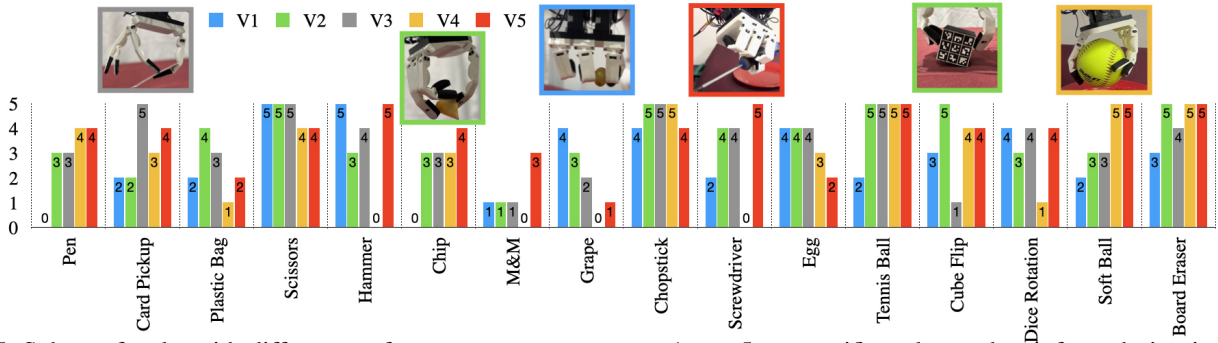 V1 V2 V3 V4 V5
5
4
3
2
1
0
0 3 3 4 4
2 2 5 3 4
2 4 3 1 2
5 5 5 4 4
5 3 4 0 5
0 3 3 3 4
1 1 1 0 3
4 3 2 0 1
4 5 5 5 4
2 4 4 0 5
4 4 4 3 2
2 5 5 5 5
3 5 1 4 4
4 3 4 1 4
2 3 3 5 5
3 5 4 5 5
Pen
Card Pickup
Plastic Bag
Scissors
Hammer
Chip
M&M
Grape
Chopstick
Screwdriver
Egg
Tennis Ball
Cube Flip
Dice Rotation
Soft Ball
Board Eraser